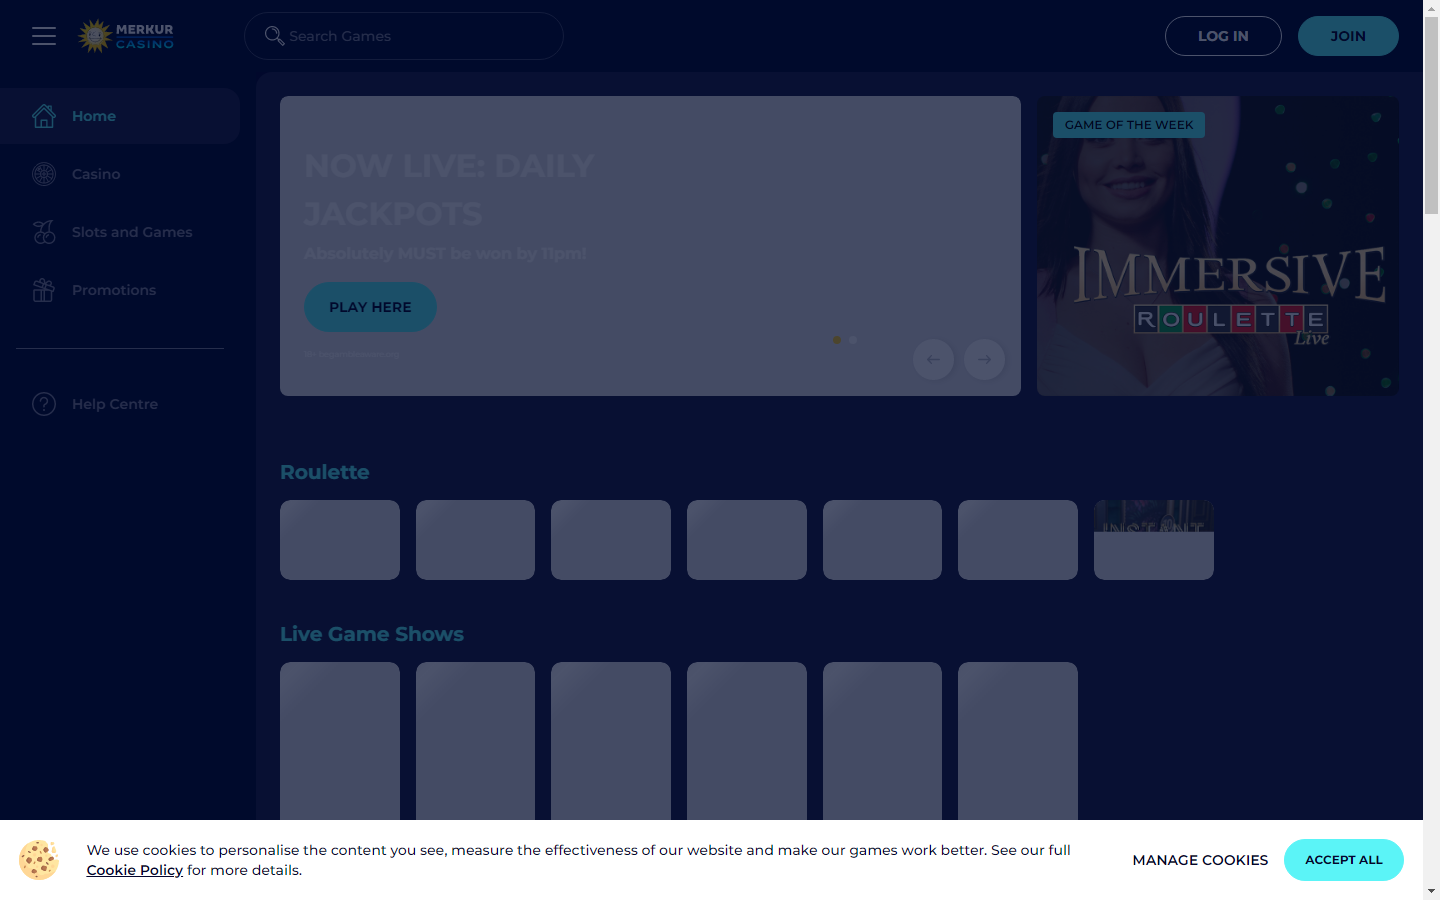 MERKUR
CASINO
Search Games
LOG IN
JOIN
Home
Casino
Slots and Games
Promotions
Help Centre
NOW LIVE: DAILY
JACKPOTS
Absolutely MUST be won by 11pm!
PLAY HERE
GAME OF THE WEEK
IMMERSIVE
ROULETTE
Live
Roulette
INSTANT
Live Game Shows
We use cookies to personalise the content you see, measure the effectiveness of our website and make our games work better. See our full
Cookie Policy for more details.
MANAGE COOKIES
ACCEPT ALL